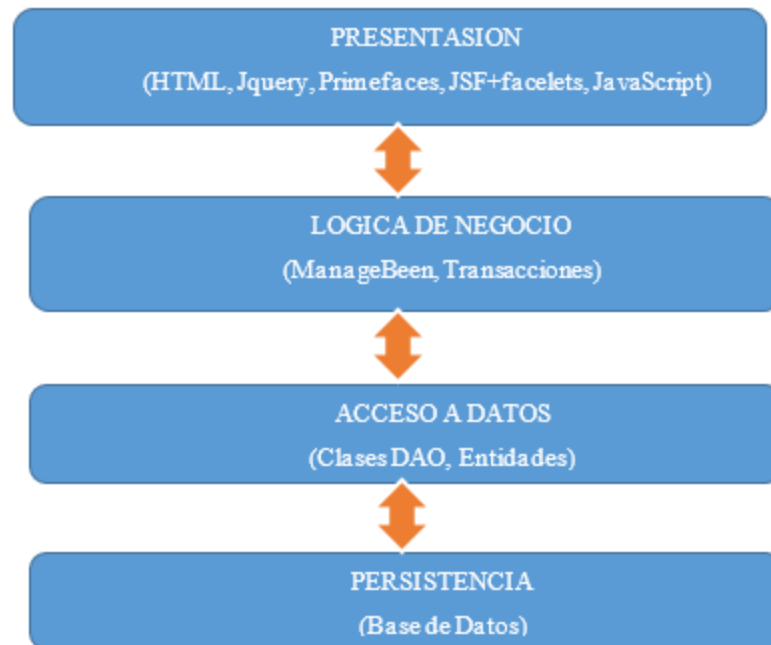 PRESENTASION
(HTML, Jquery, Primefaces, JSF+facelets, JavaScript)
LOGICA DE NEGOCIO
(ManageBeen, Transacciones)
ACCESO A DATOS
(Clases DAO, Entidades)
PERSISTENCIA
(Base de Datos)